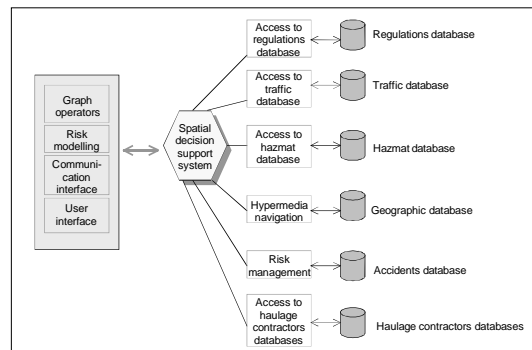 Graph
operators
Risk
modelling
Communi-
cation
interface
User
interface
Spatial
decision
support
system
Access to
regulations
database
Regulations database
Access to
traffic
database
Traffic database
Access to
hazmat
database
Hazmat database
Hypermedia
navigation
Geographic database
Risk
management
Accidents database
Access to
haulage
contractors
databases
Haulage contractors databases